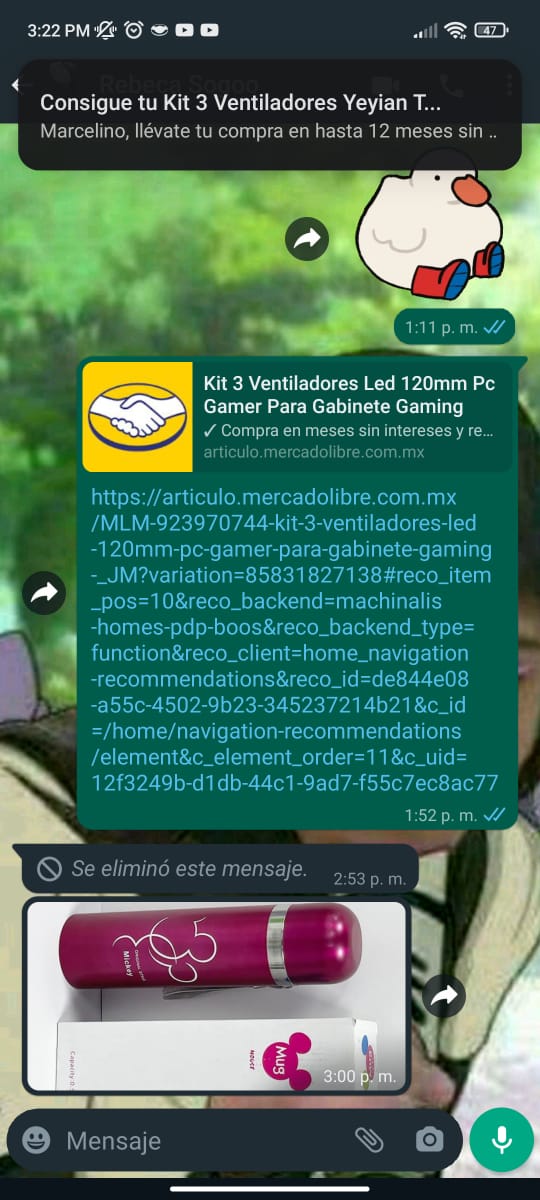 3:22 PM
47
Rebeca Sogpo
Consigue tu Kit 3 Ventiladores Yeyian T...
Marcelino, llévate tu compra en hasta 12 meses sin ..
1:11 p. m.
Kit 3 Ventiladores Led 120mm Pc
Gamer Para Gabinete Gaming
✓ Compra en meses sin intereses y re...
articulo.mercadolibre.com.mx
https://articulo.mercadolibre.com.mx
/MLM-923970744-kit-3-ventiladores-led
-120mm-pc-gamer-para-gabinete-gaming
-_JM?variation=85831827138#reco_item
_pos=10&reco_backend=machinalis
-homes-pdp-boos&reco_backend_type=
function&reco_client=home_navigation
-recommendations&reco_id=de844e08
-a55c-4502-9b23-345237214b21&c_id
=/home/navigation-recommendations
/element&c_element_order=11&c_uid=
12f3249b-d1db-44c1-9ad7-f55c7ec8ac77
1:52 p. m.
Se eliminó este mensaje.
2:53 p. m.
Mickey
Mug
3:00 p. m.
Mensaje